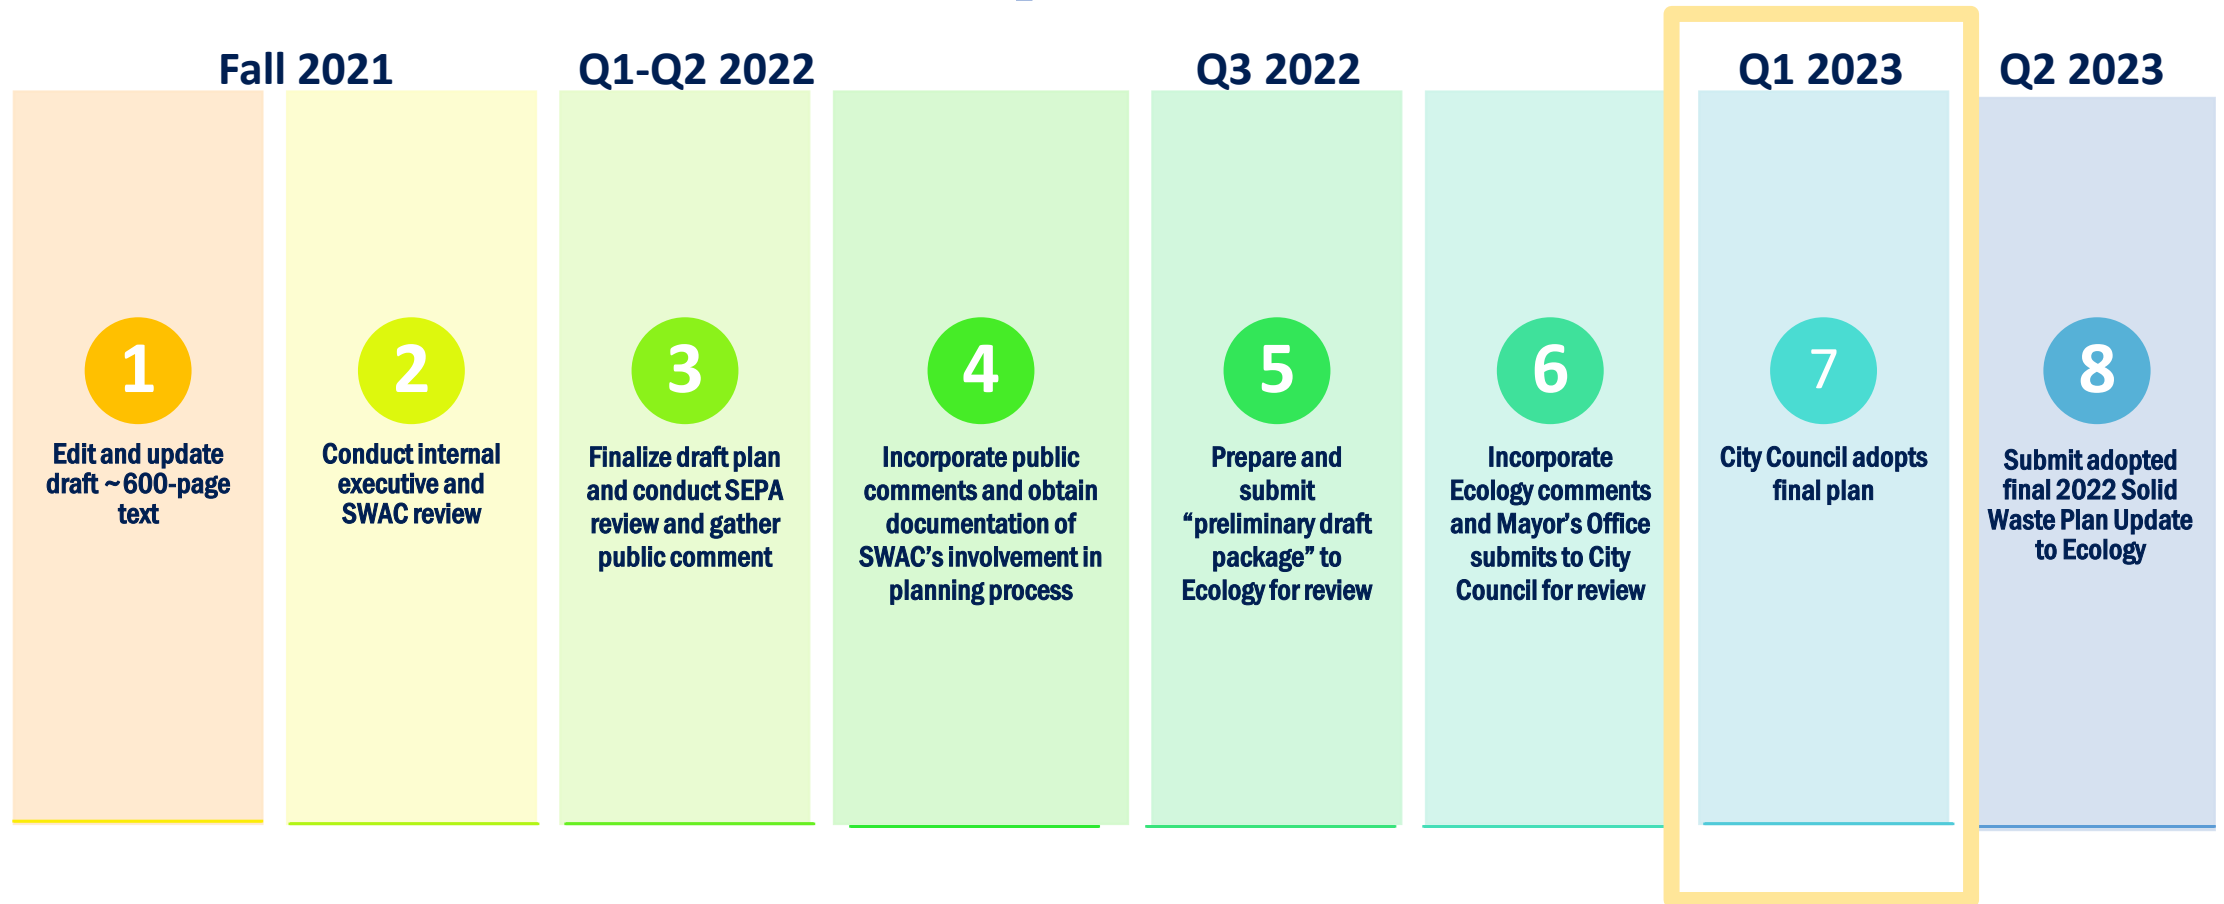 Fall 2021
Q1-Q2 2022
Q3 2022
Q1 2023
Q2 2023
1
Edit and update
draft ~600-page
text
2
Conduct internal
executive and
SWAC review
3
Finalize draft plan
and conduct SEPA
review and gather
public comment
4
Incorporate public
comments and obtain
documentation of
SWAC's involvement in
planning process
5
Prepare and
submit
“preliminary draft
package” to
Ecology for review
6
Incorporate
Ecology comments
and Mayor’s Office
submits to City
Council for review
7
City Council adopts
final plan
8
Submit adopted
final 2022 Solid
Waste Plan Update
to Ecology